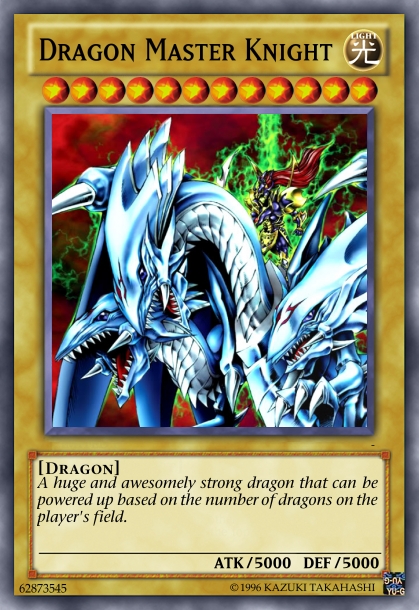 DRAGON MASTER KNIGHT
LIGHT
光
[DRAGON]
A huge and awesomely strong dragon that can be
powered up based on the number of dragons on the
player's field.
ATK/5000 DEF/5000
62873545
©1996 KAZUKI TAKAHASHI